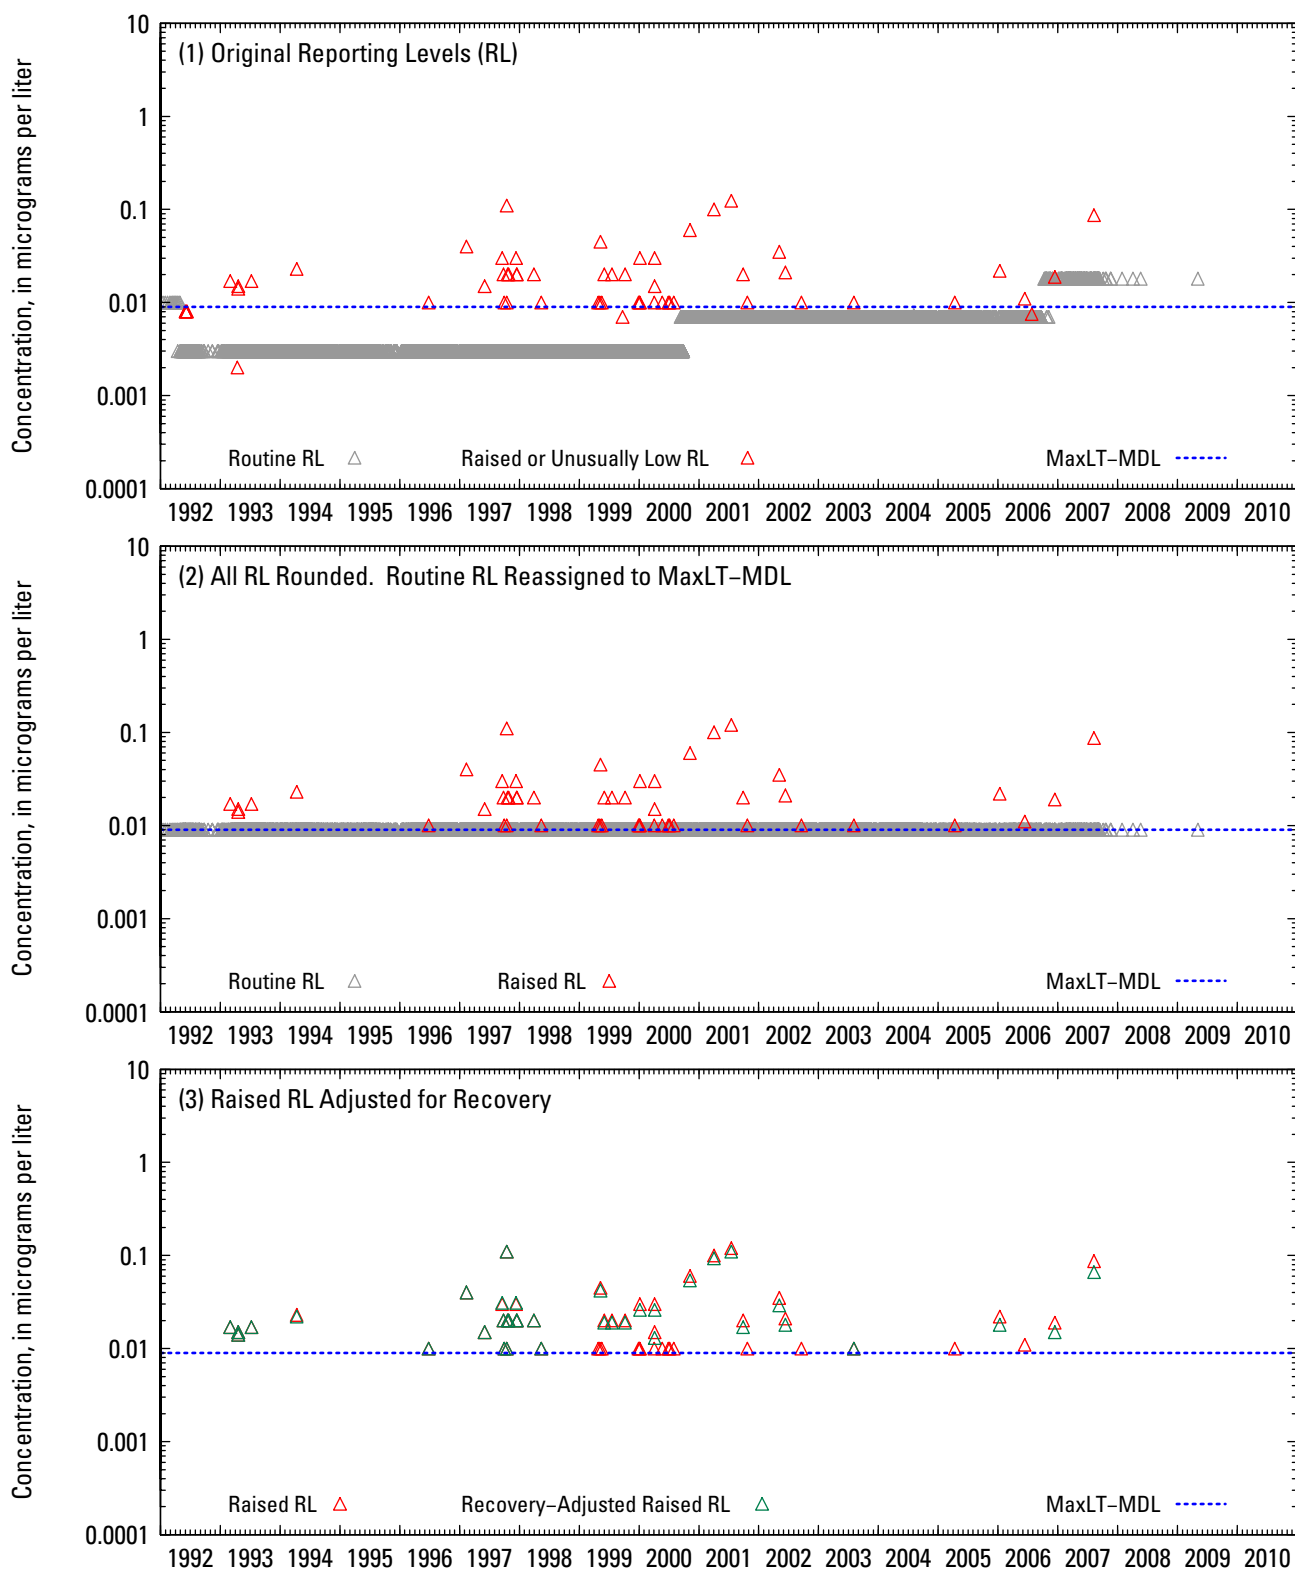 Concentration, in micrograms per liter
(1) Original Reporting Levels (RL)
10
1
0.1
0.01
0.001
0.0001
Routine RL
Raised or Unusually Low RL
MaxLT–MDL
1992 1993 1994 1995 1996 1997 1998 1999 2000 2001 2002 2003 2004 2005 2006 2007 2008 2009 2010
Concentration, in micrograms per liter
(2) All RL Rounded. Routine RL Reassigned to MaxLT–MDL
10
1
0.1
0.01
0.001
0.0001
Routine RL
Raised RL
MaxLT–MDL
1992 1993 1994 1995 1996 1997 1998 1999 2000 2001 2002 2003 2004 2005 2006 2007 2008 2009 2010
Concentration, in micrograms per liter
(3) Raised RL Adjusted for Recovery
10
1
0.1
0.01
0.001
0.0001
Raised RL
Recovery–Adjusted Raised RL
MaxLT–MDL
1992 1993 1994 1995 1996 1997 1998 1999 2000 2001 2002 2003 2004 2005 2006 2007 2008 2009 2010